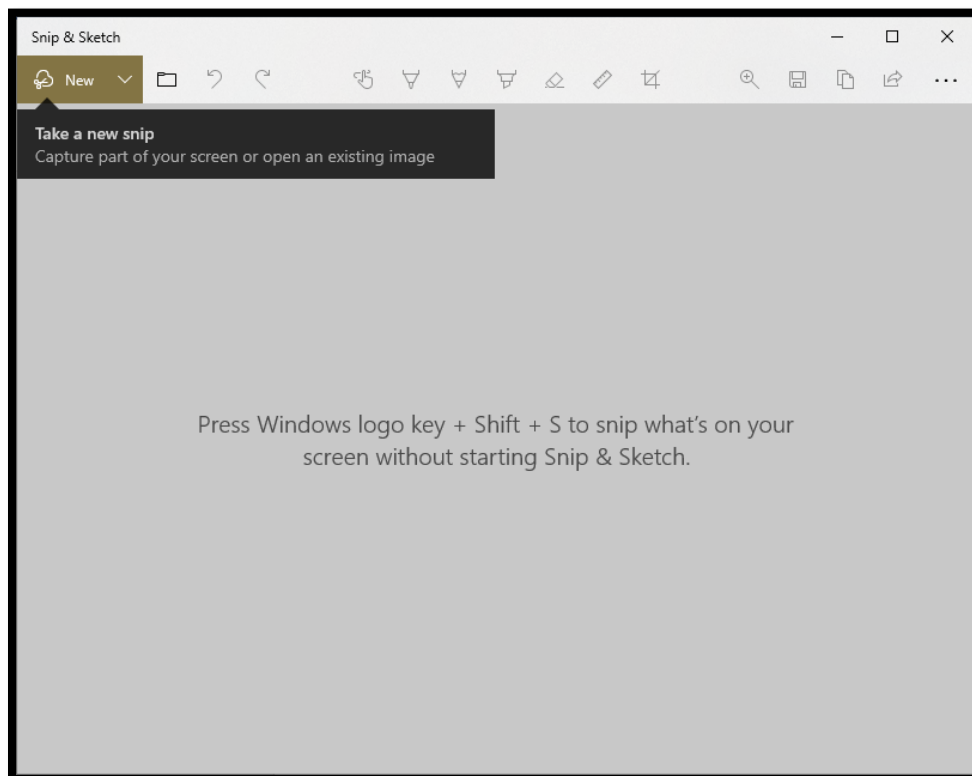 Snip & Sketch
New
Take a new snip
Capture part of your screen or open an existing image
Press Windows logo key + Shift + S to snip what's on your
screen without starting Snip & Sketch.